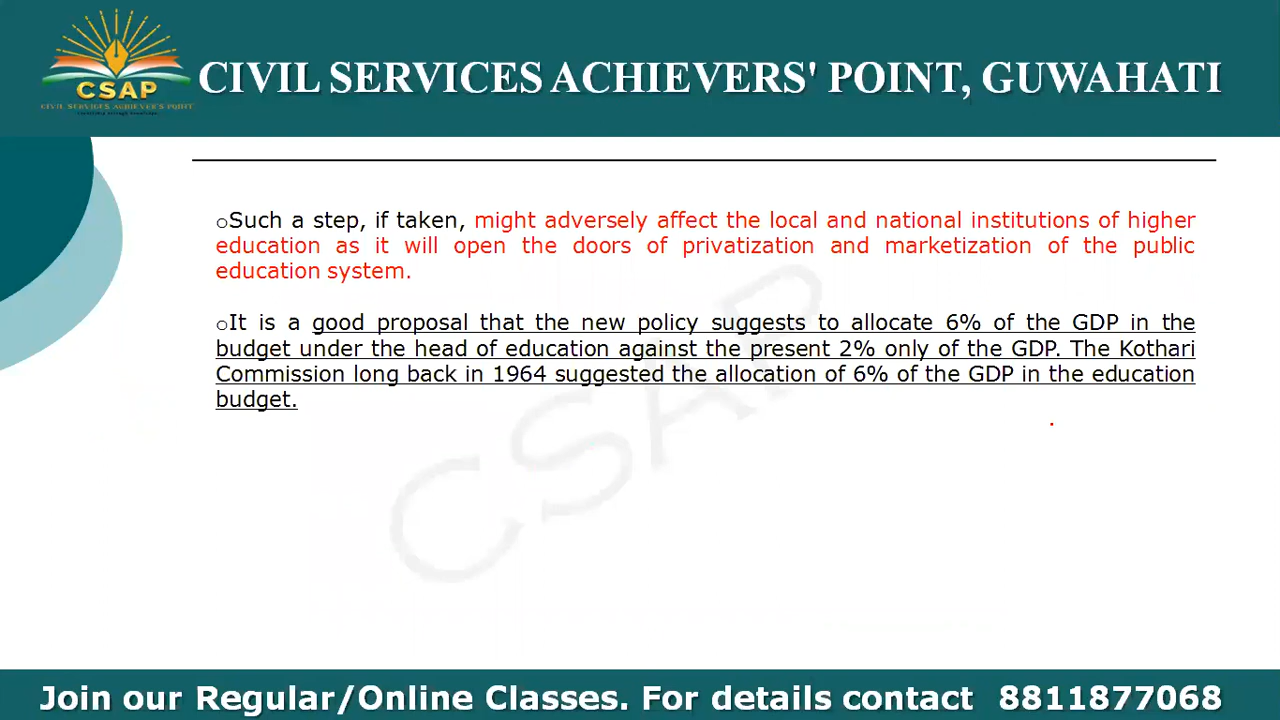 CSAP
CIVIL SERVICES ACHIEVER'S POINT
CIVIL SERVICES ACHIEVERS' POINT, GUWAHATI
oSuch a step, if taken, might adversely affect the local and national institutions of higher
education as it will open the doors of privatization and marketization of the public
education system.
oIt is a good proposal that the new policy suggests to allocate 6% of the GDP in the
budget under the head of education against the present 2% only of the GDP. The Kothari
Commission long back in 1964 suggested the allocation of 6% of the GDP in the education
budget.
CSAP
Join our Regular/Online Classes. For details contact 8811877068